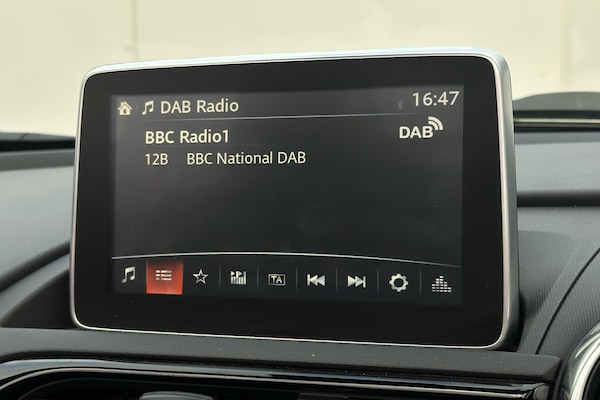 DAB Radio 16:47
BBC Radio1 DAB
12B BBC National DAB
TA